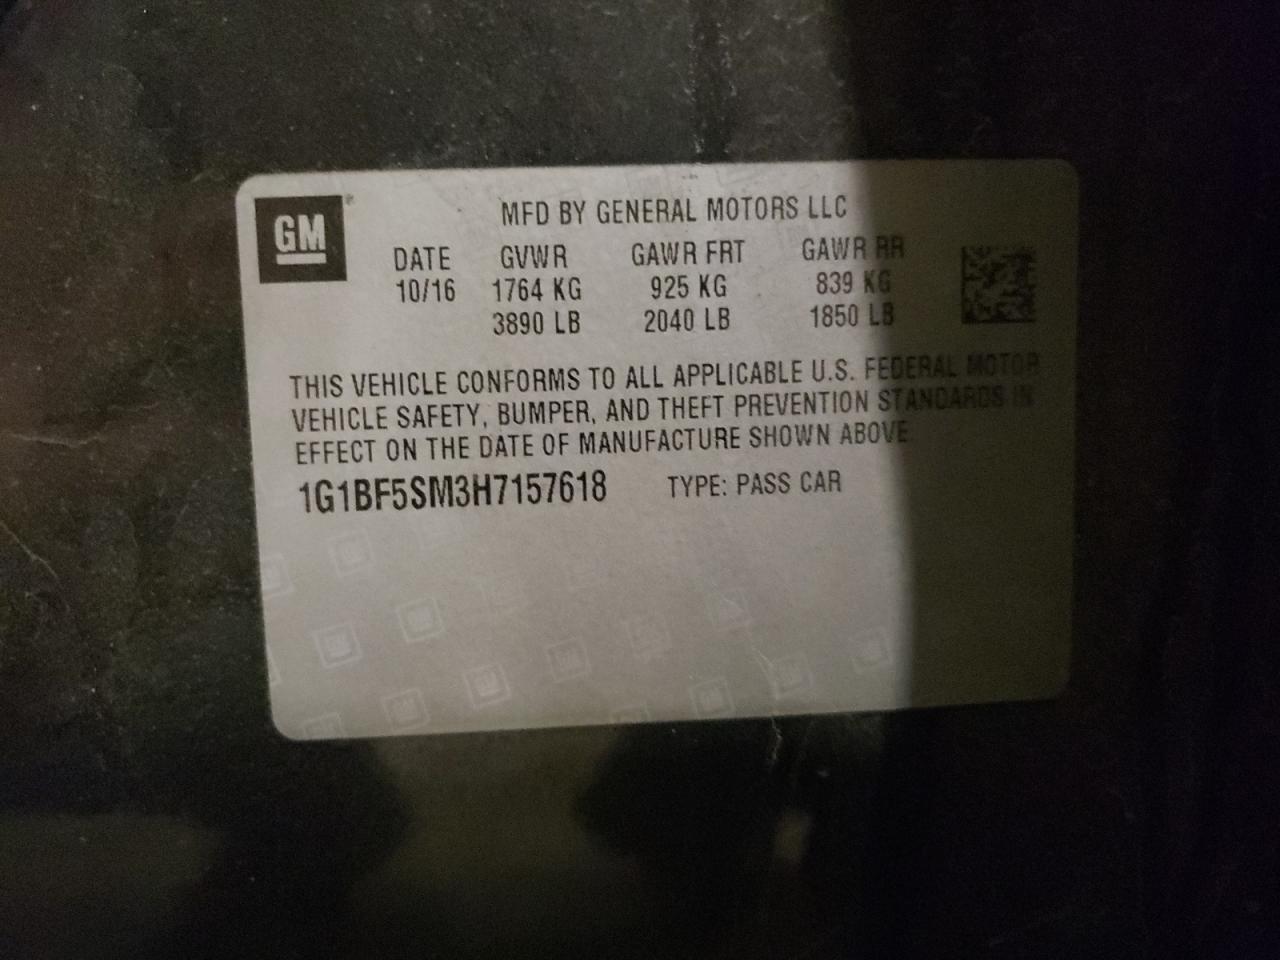 GM
MFD BY GENERAL MOTORS LLC
DATE GVWR GAWR FRT GAWR RR
10/16 1764 KG 925 KG 839 KG
3890 LB 2040 LB 1850 LB
THIS VEHICLE CONFORMS TO ALL APPLICABLE U.S. FEDERAL MOTOR
VEHICLE SAFETY, BUMPER, AND THEFT PREVENTION STANDARDS IN
EFFECT ON THE DATE OF MANUFACTURE SHOWN ABOVE
1G1BF5SM3H7157618 TYPE: PASS CAR